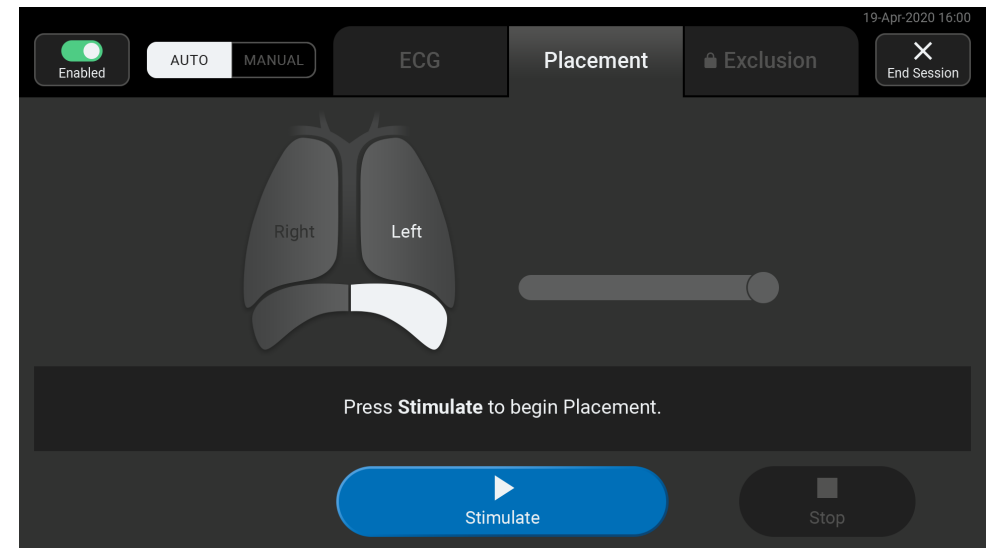 19-Apr-2020 16:00
Enabled
AUTO
MANUAL
ECG
Placement
Exclusion
End Session
Right
Left
Press Stimulate to begin Placement.
Stimulate
Stop